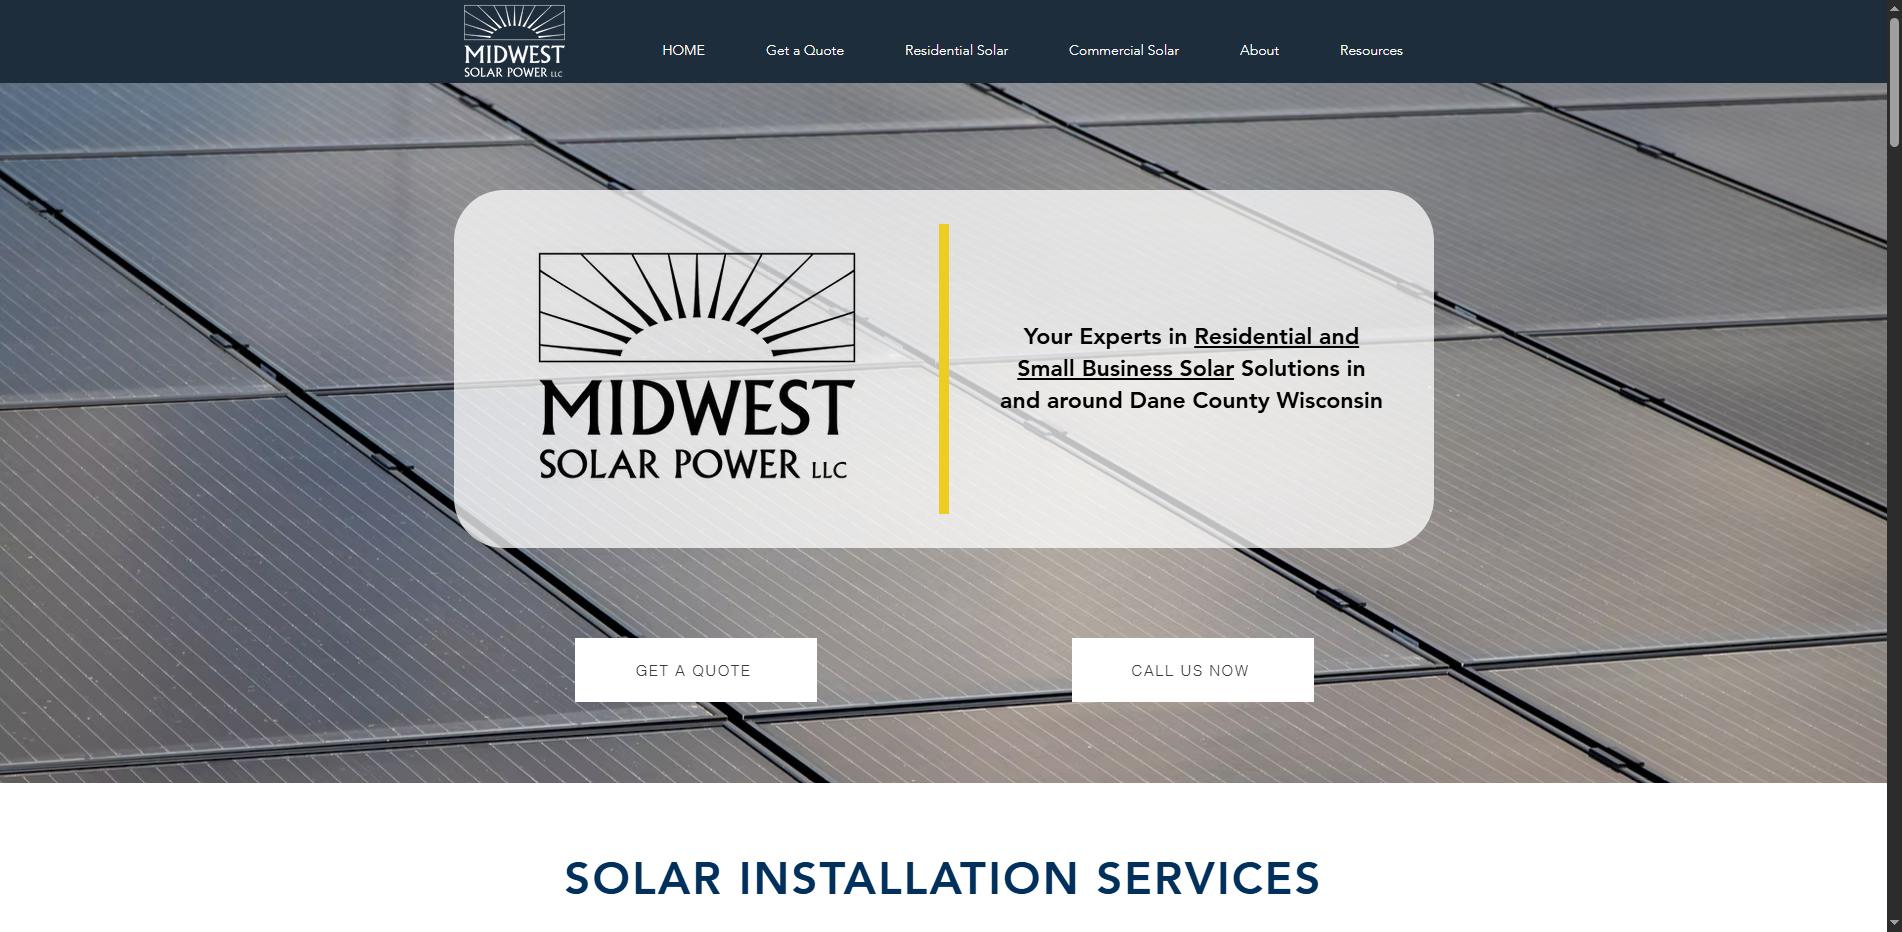 MIDWEST
SOLAR POWER LLC
HOME
Get a Quote
Residential Solar
Commercial Solar
About
Resources
MIDWEST
SOLAR POWER LLC
Your Experts in Residential and
Small Business Solar Solutions in
and around Dane County Wisconsin
GET A QUOTE
CALL US NOW
SOLAR INSTALLATION SERVICES